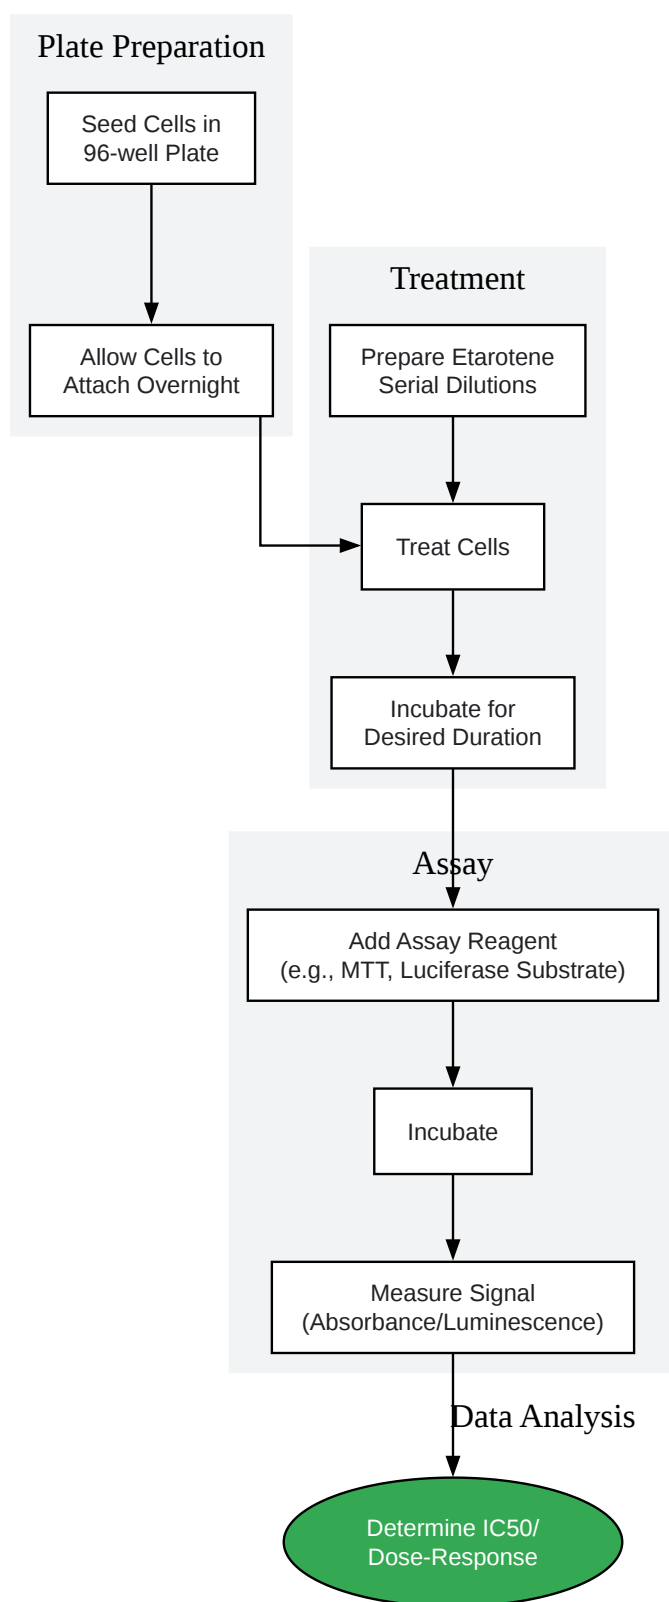 Plate Preparation
Seed Cells in
96-well Plate
Allow Cells to
Attach Overnight
Treatment
Prepare Etarotene
Serial Dilutions
Treat Cells
Incubate for
Desired Duration
Assay
Add Assay Reagent
(e.g., MTT, Luciferase Substrate)
Incubate
Measure Signal
(Absorbance/Luminescence)
Data Analysis
Determine IC50/
Dose-Response